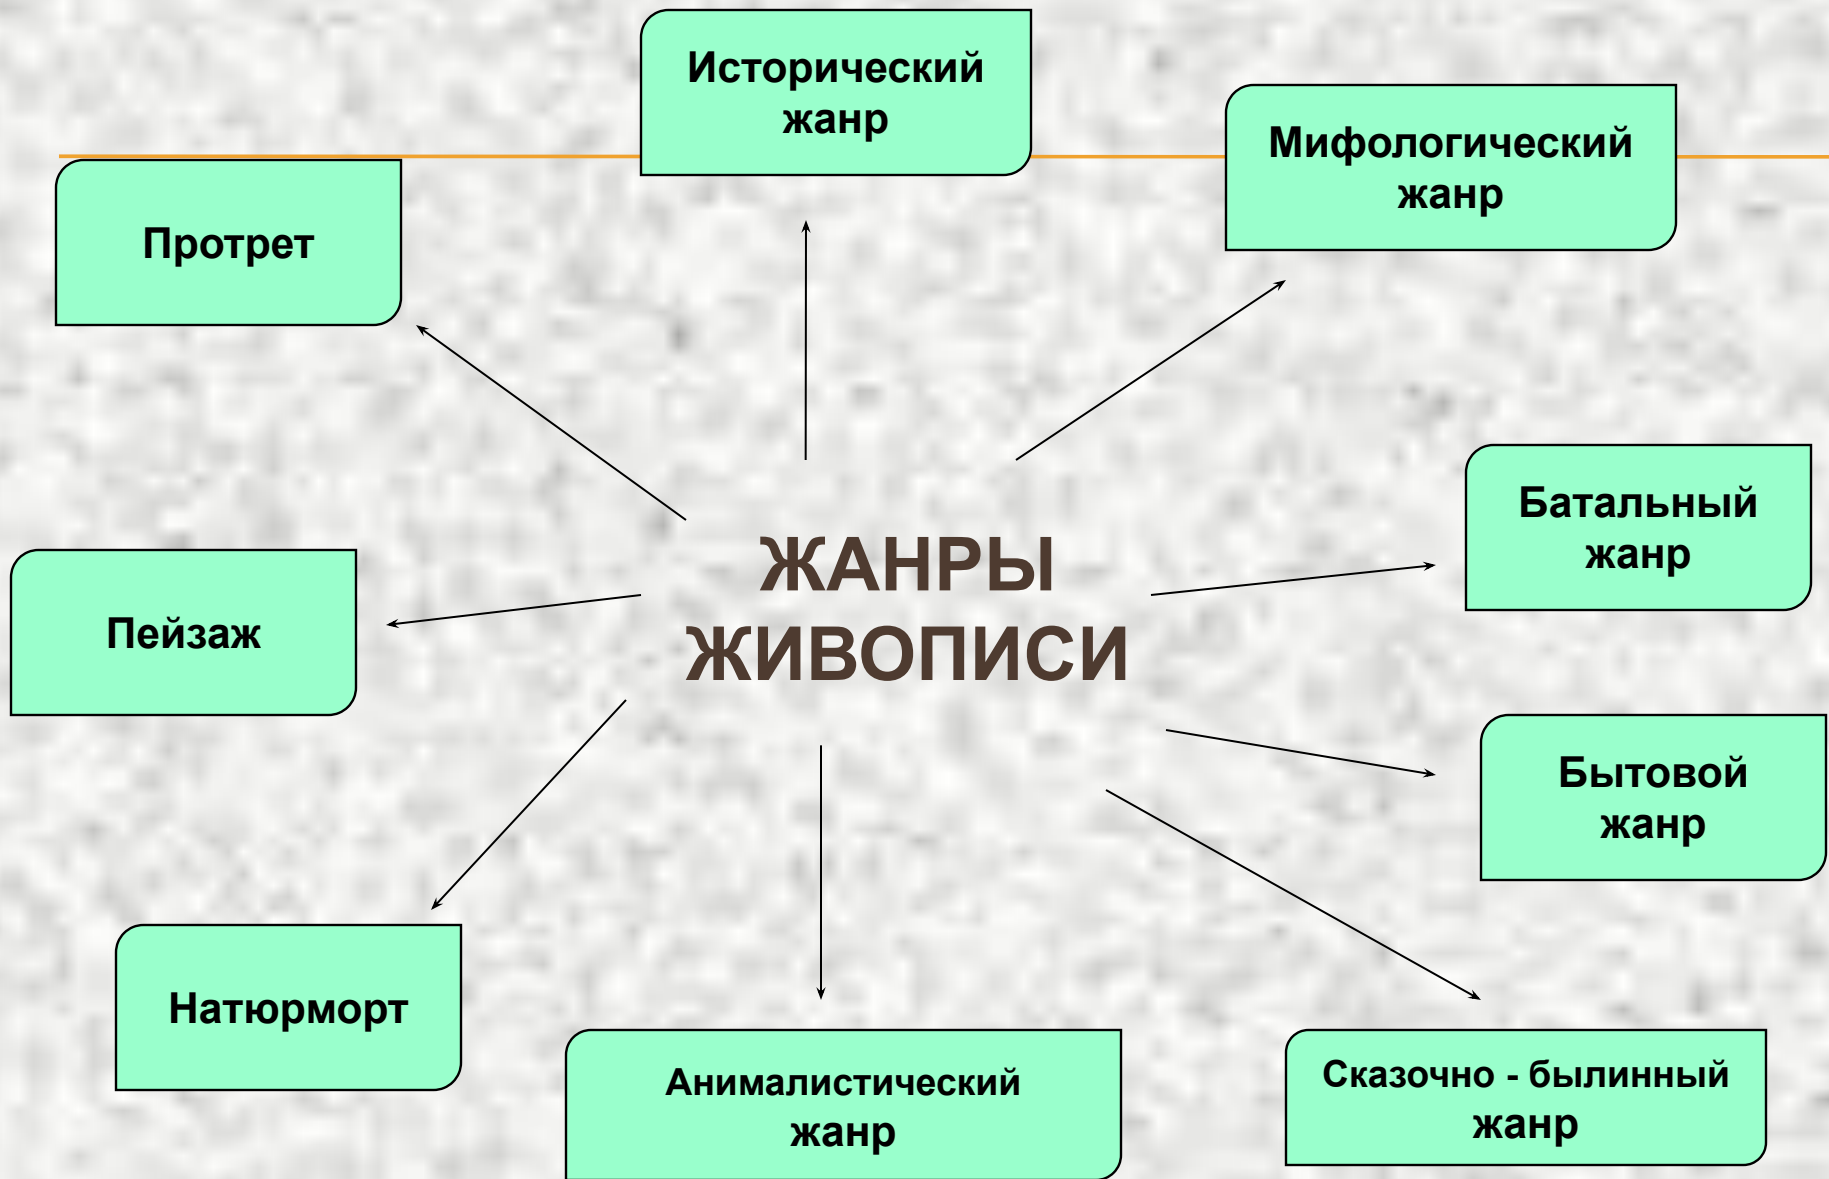 Исторический
жанр
Мифологический
жанр
Протрет
Батальный
жанр
ЖАНРЫ
ЖИВОПИСИ
Пейзаж
Бытовой
жанр
Натюрморт
Анималистический
жанр
Сказочно - былинный
жанр